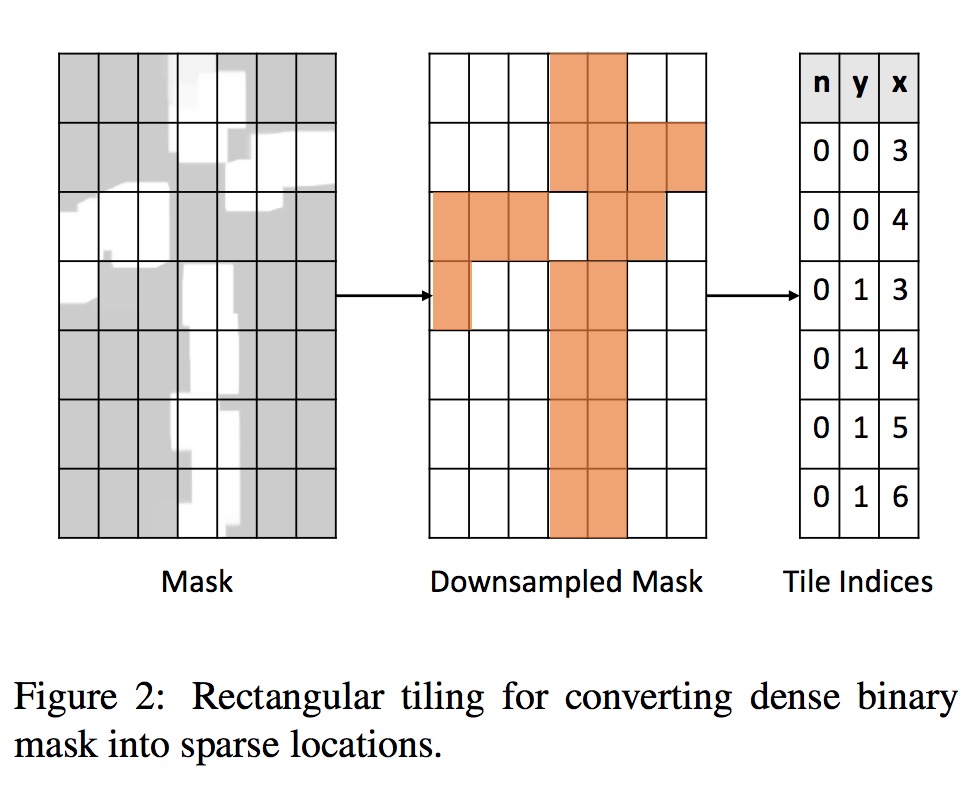 n y x
0 0 3
0 0 4
0 1 3
0 1 4
0 1 5
0 1 6
Mask
Downsampled Mask
Tile Indices
Figure 2: Rectangular tiling for converting dense binary
mask into sparse locations.